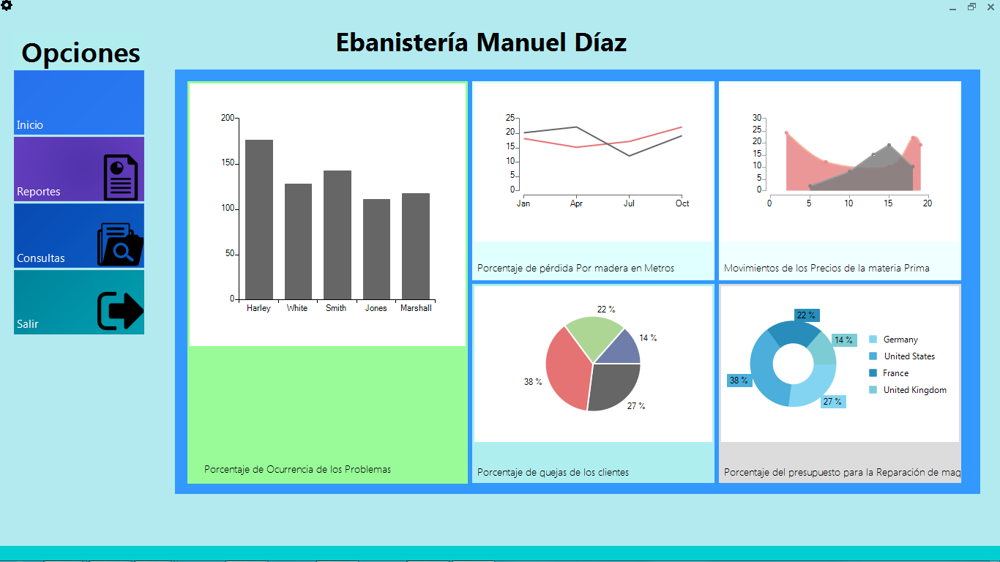 Ebanistería Manuel Díaz
Opciones
Inicio
Reportes
Consultas
Salir
200
150
100
50
0
Harley White Smith Jones Marshall
Porcentaje de Ocurrencia de los Problemas
25
20
15
10
5
0
Jan Apr Jul Oct
Porcentaje de pérdida Por madera en Metros
30
25
20
15
10
5
0
0 5 10 15 20
Movimientos de los Precios de la materia Prima
22 %
14 %
38 %
27 %
Porcentaje de quejas de los clientes
22 %
14 %
38 %
27 %
Germany
United States
France
United Kingdom
Porcentaje del presupuesto para la Reparación de maq